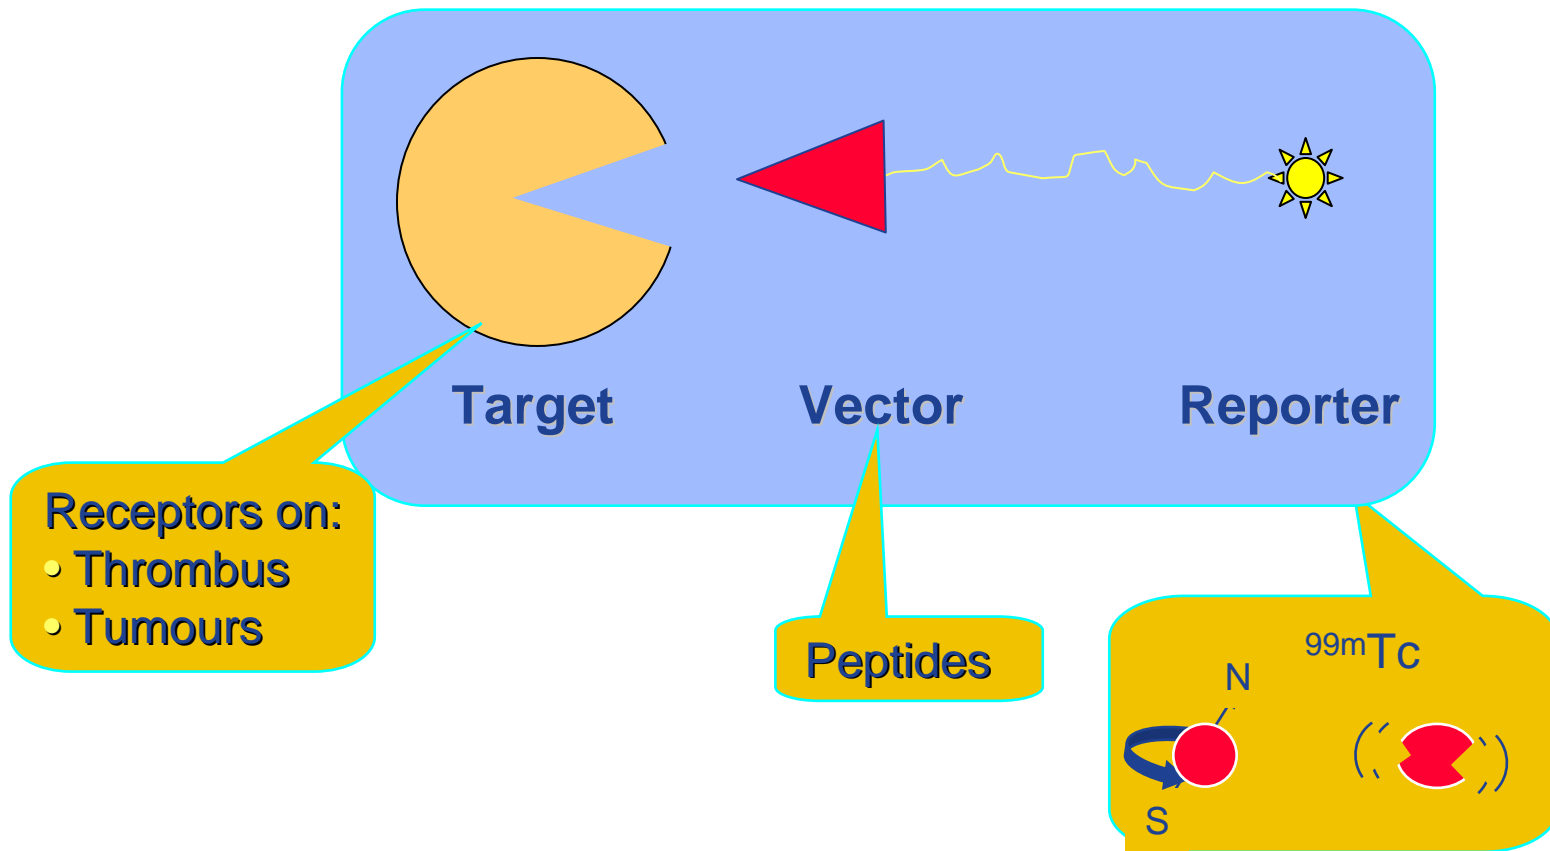 Target Vector Reporter
Receptors on:
• Thrombus
• Tumours
Peptides
99mTc
N
S